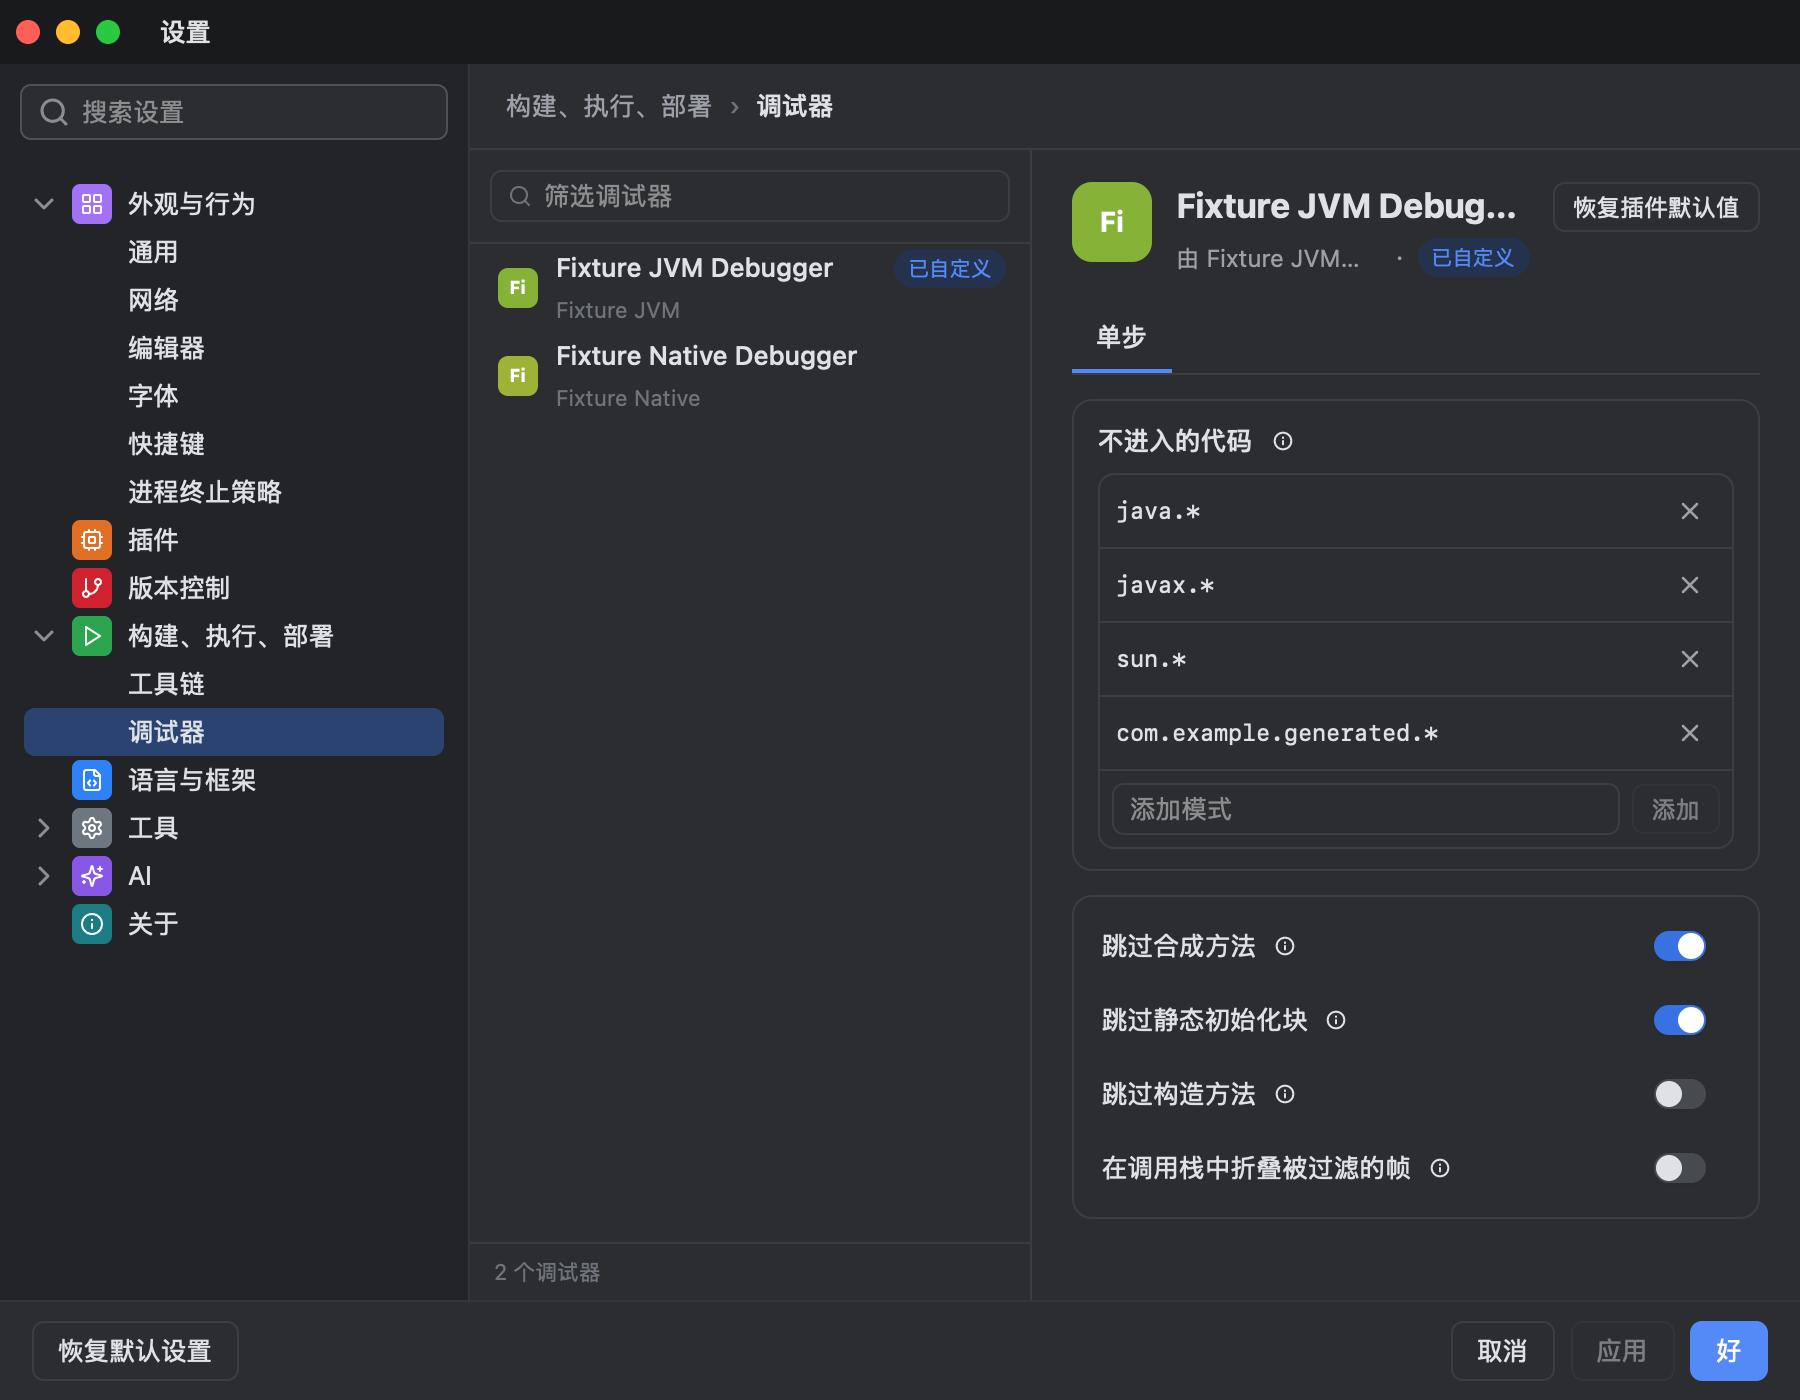 设置
搜索设置
外观与行为
通用
网络
编辑器
字体
快捷键
进程终止策略
插件
版本控制
构建、执行、部署
工具链
调试器
语言与框架
工具
AI
关于
构建、执行、部署 › 调试器
筛选调试器
Fi
Fixture JVM Debugger
已自定义
Fixture JVM
Fi
Fixture Native Debugger
Fixture Native
2 个调试器
Fi
Fixture JVM Debug...
恢复插件默认值
由 Fixture JVM... · 已自定义
单步
不进入的代码
java.*
javax.*
sun.*
com.example.generated.*
添加模式
添加
跳过合成方法
跳过静态初始化块
跳过构造方法
在调用栈中折叠被过滤的帧
恢复默认设置
取消
应用
好